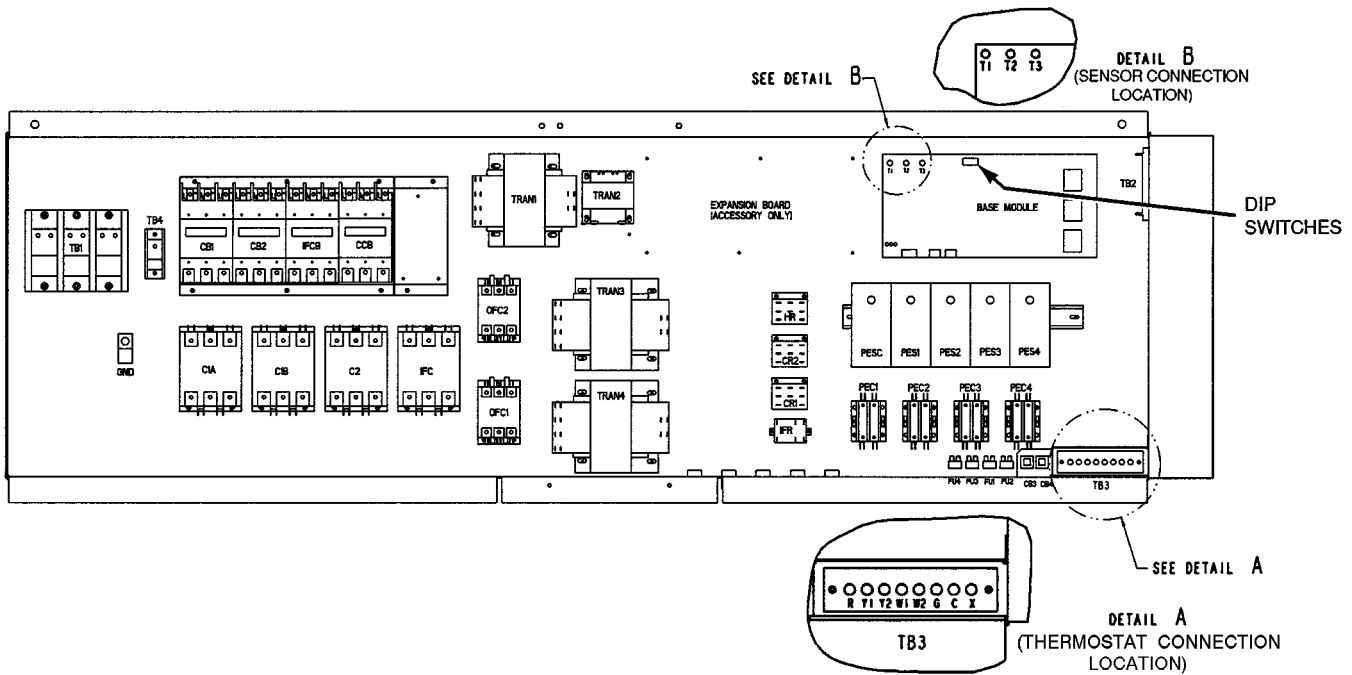 T1 T2 T3
DETAIL B
(SENSOR CONNECTION
LOCATION)
SEE DETAIL B
T1 T2 T3
DIP
SWITCHES
BASE MODULE
TB2
EXPANSION BOARD
(ACCESSORY ONLY)
TRAN1
TRAN2
TB4
TB1
CB1
CB2
IFCB
CCB
OFC2
TRAN3
HR
CR2
CR1
IFR
PESC
PES1
PES2
PES3
PES4
GND
C1A
C1B
C2
IFC
OFC1
TRAN4
PEC1
PEC2
PEC3
PEC4
FU4
FU3
FU1
FU2
CB3
CB4
TB3
SEE DETAIL A
R Y1 Y2 W1 W2 G C X
TB3
DETAIL A
(THERMOSTAT CONNECTION
LOCATION)